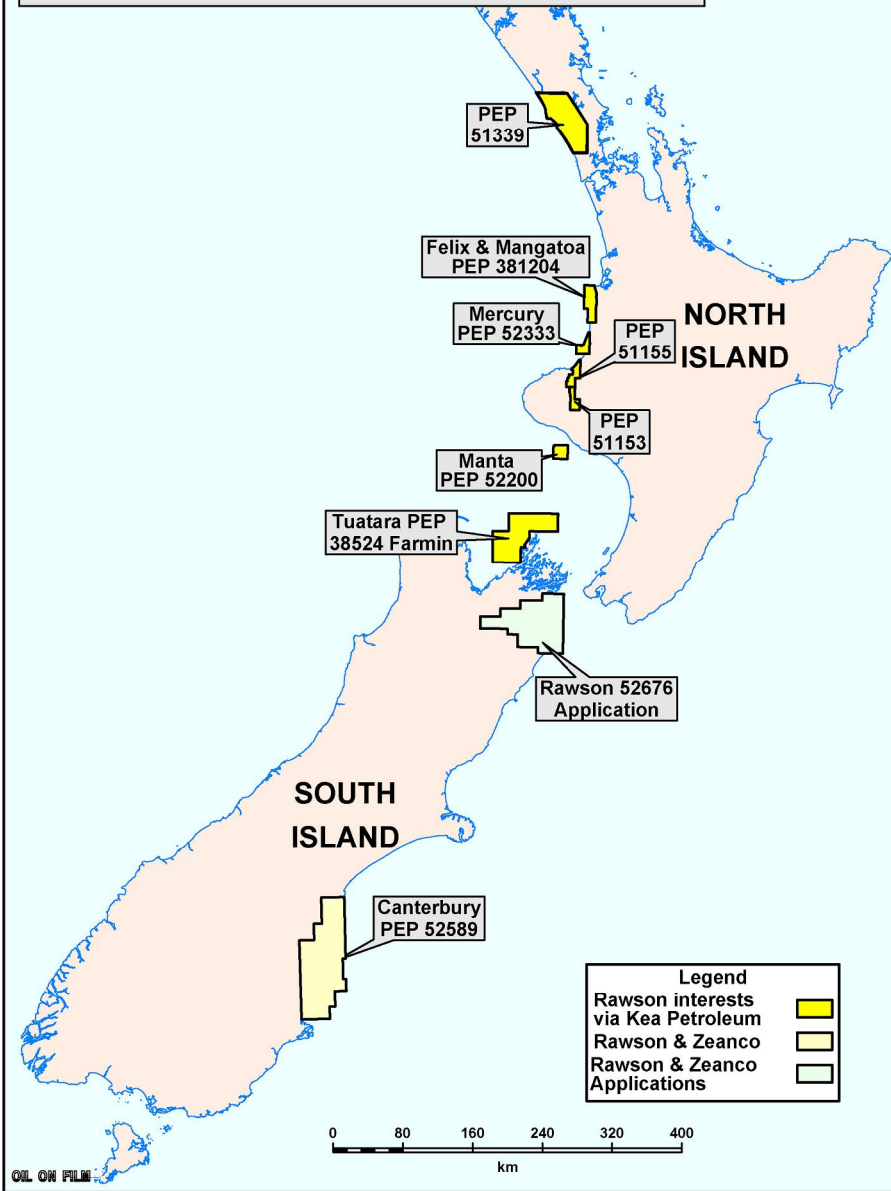 PEP
51339
Felix & Mangatoa
PEP 381204
Mercury
PEP 52333
NORTH
ISLAND
PEP
51155
PEP
51153
Manta
PEP 52200
Tuatara PEP
38524 Farmin
Rawson 52676
Application
SOUTH
ISLAND
Canterbury
PEP 52589
Legend
Rawson interests
via Kea Petroleum
Rawson & Zeanco
Rawson & Zeanco
Applications
0 80 240 320 400
km
OIL ON FILM